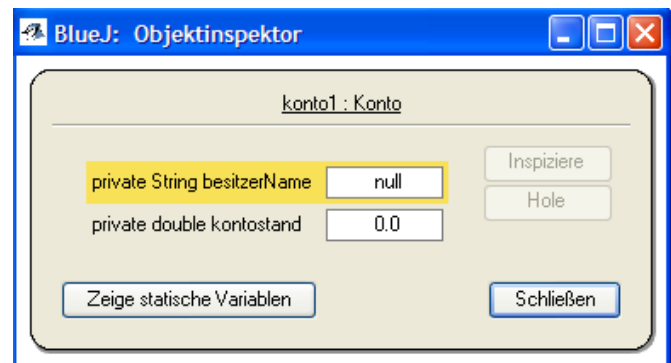 BlueJ: Objektinspektor
konto1 : Konto
private String besitzerName null
Inspiziere
private double kontostand 0.0
Hole
Zeige statische Variablen
Schließen